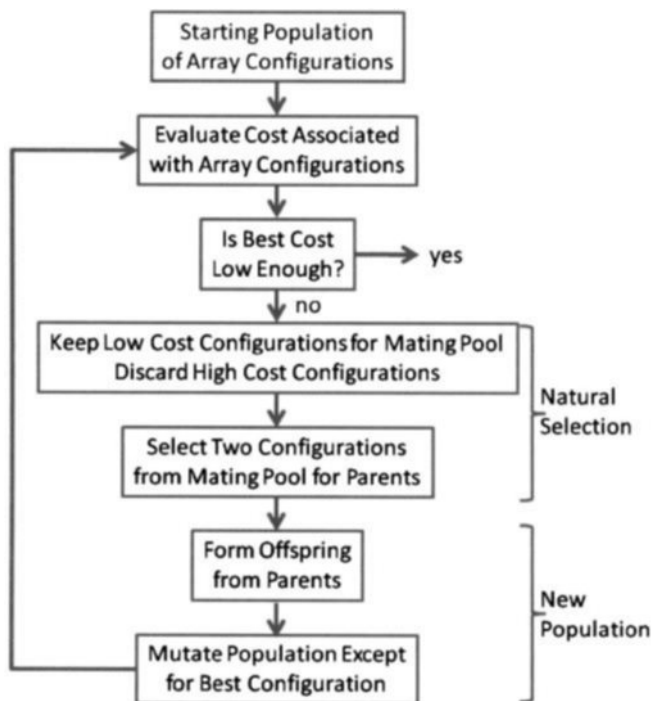 Starting Population
of Array Configurations
Evaluate Cost Associated
with Array Configurations
Is Best Cost
Low Enough?
yes
no
Keep Low Cost Configurations for Mating Pool
Discard High Cost Configurations
Natural
Selection
Select Two Configurations
from Mating Pool for Parents
Form Offspring
from Parents
New
Population
Mutate Population Except
for Best Configuration